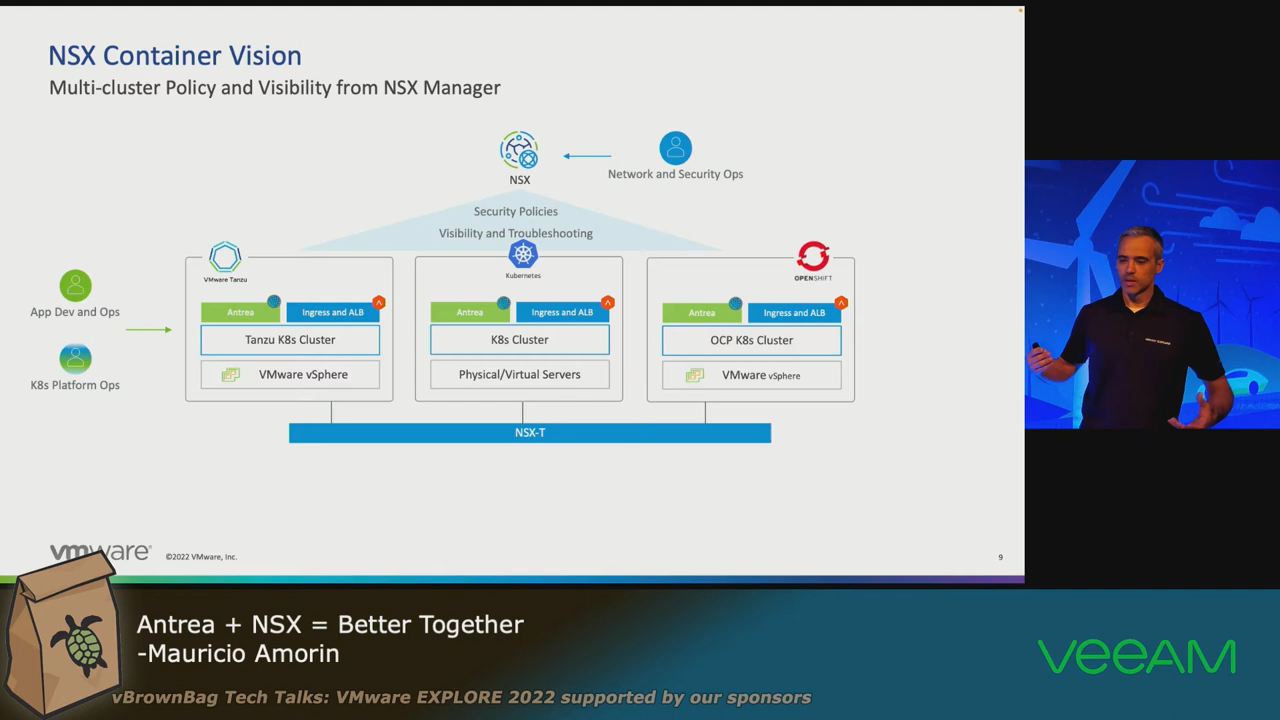 NSX Container Vision
Multi-cluster Policy and Visibility from NSX Manager
NSX
Network and Security Ops
Security Policies
Visibility and Troubleshooting
App Dev and Ops
K8s Platform Ops
VMware Tanzu
Antrea
Ingress and ALB
Tanzu K8s Cluster
VMware vSphere
Kubernetes
Antrea
Ingress and ALB
K8s Cluster
Physical/Virtual Servers
OPENSHIFT
Antrea
Ingress and ALB
OCP K8s Cluster
VMware vSphere
NSX-T
vmware®
©2022 VMware, Inc.
9
Antrea + NSX = Better Together
-Mauricio Amorin
vBrownBag Tech Talks: VMware EXPLORE 2022 supported by our sponsors
veeAM